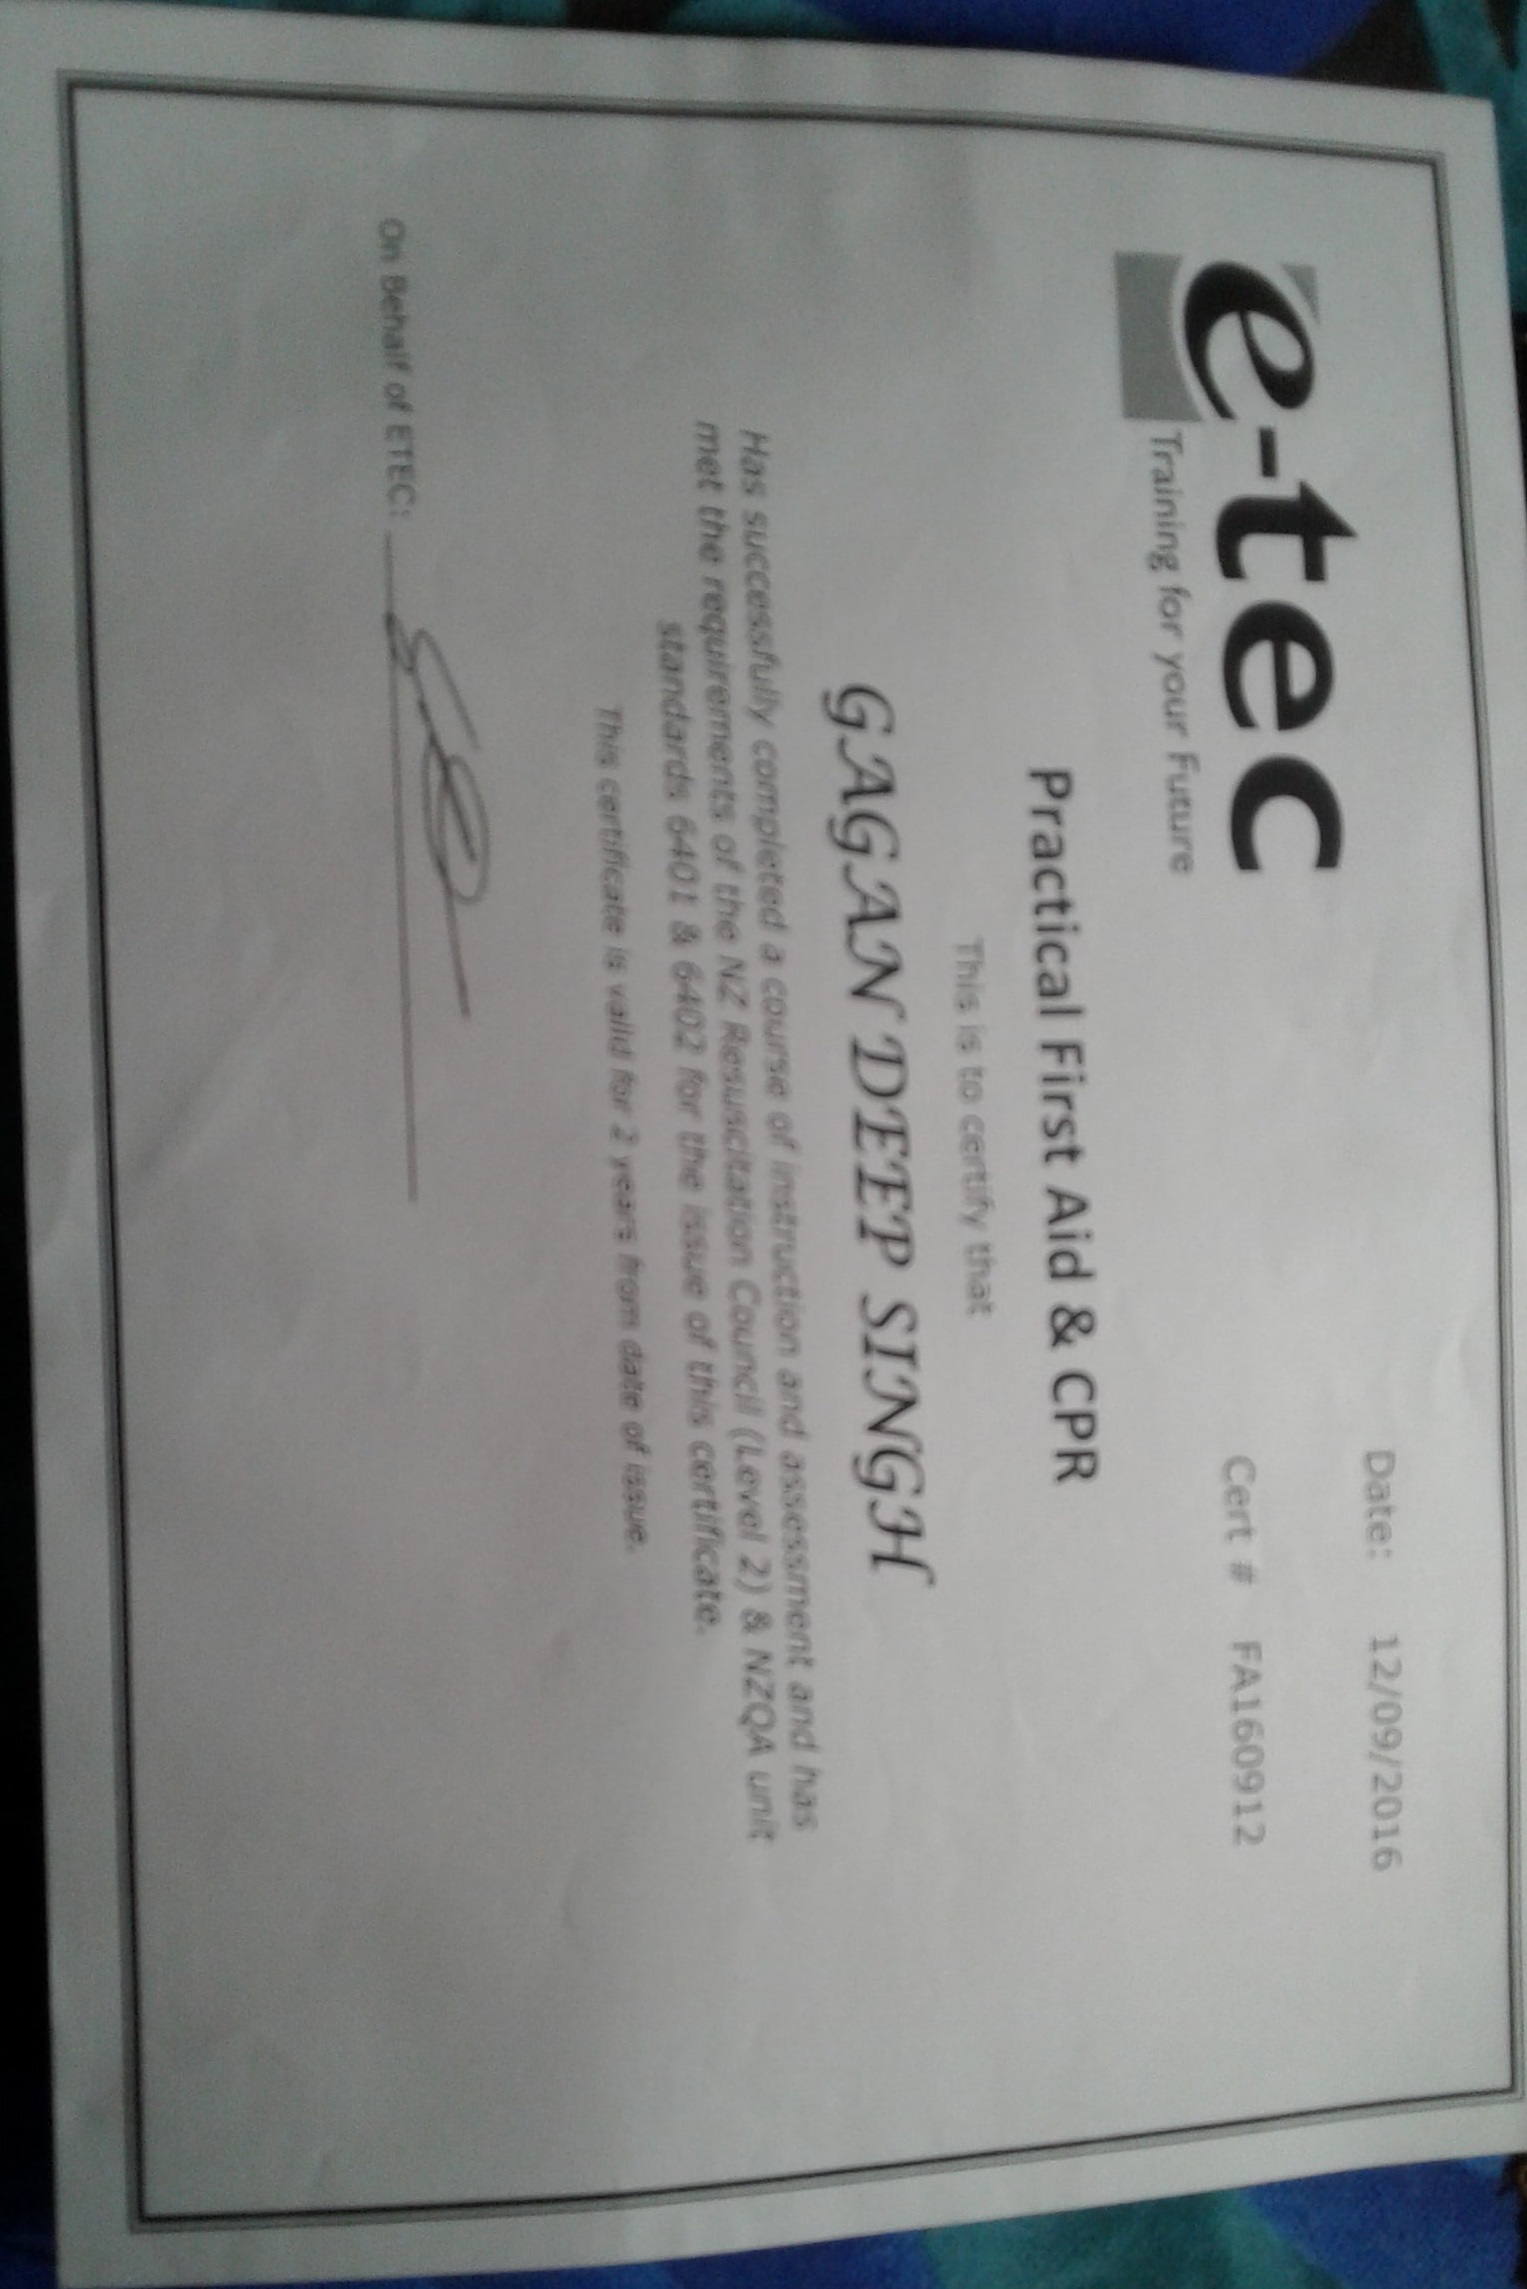 e-tec
Training for your Future
Date: 12/09/2016
Cert # FA160912
Practical First Aid & CPR
This is to certify that
GAGAN DEEP SINGH
Has successfully completed a course of instruction and assessment and has
met the requirements of the NZ Resuscitation Council (Level 2) & NZQA unit
standards 6401 & 6402 for the issue of this certificate.
This certificate is valid for 2 years from date of issue.
On Behalf of ETEC: